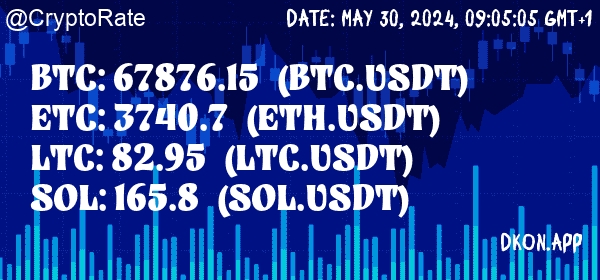 @CryptoRate
DATE: MAY 30, 2024, 09:05:05 GMT+1
BTC: 67876.15 (BTC.USDT)
ETC: 3740.7 (ETH.USDT)
LTC: 82.95 (LTC.USDT)
SOL: 165.8 (SOL.USDT)
DKON.APP